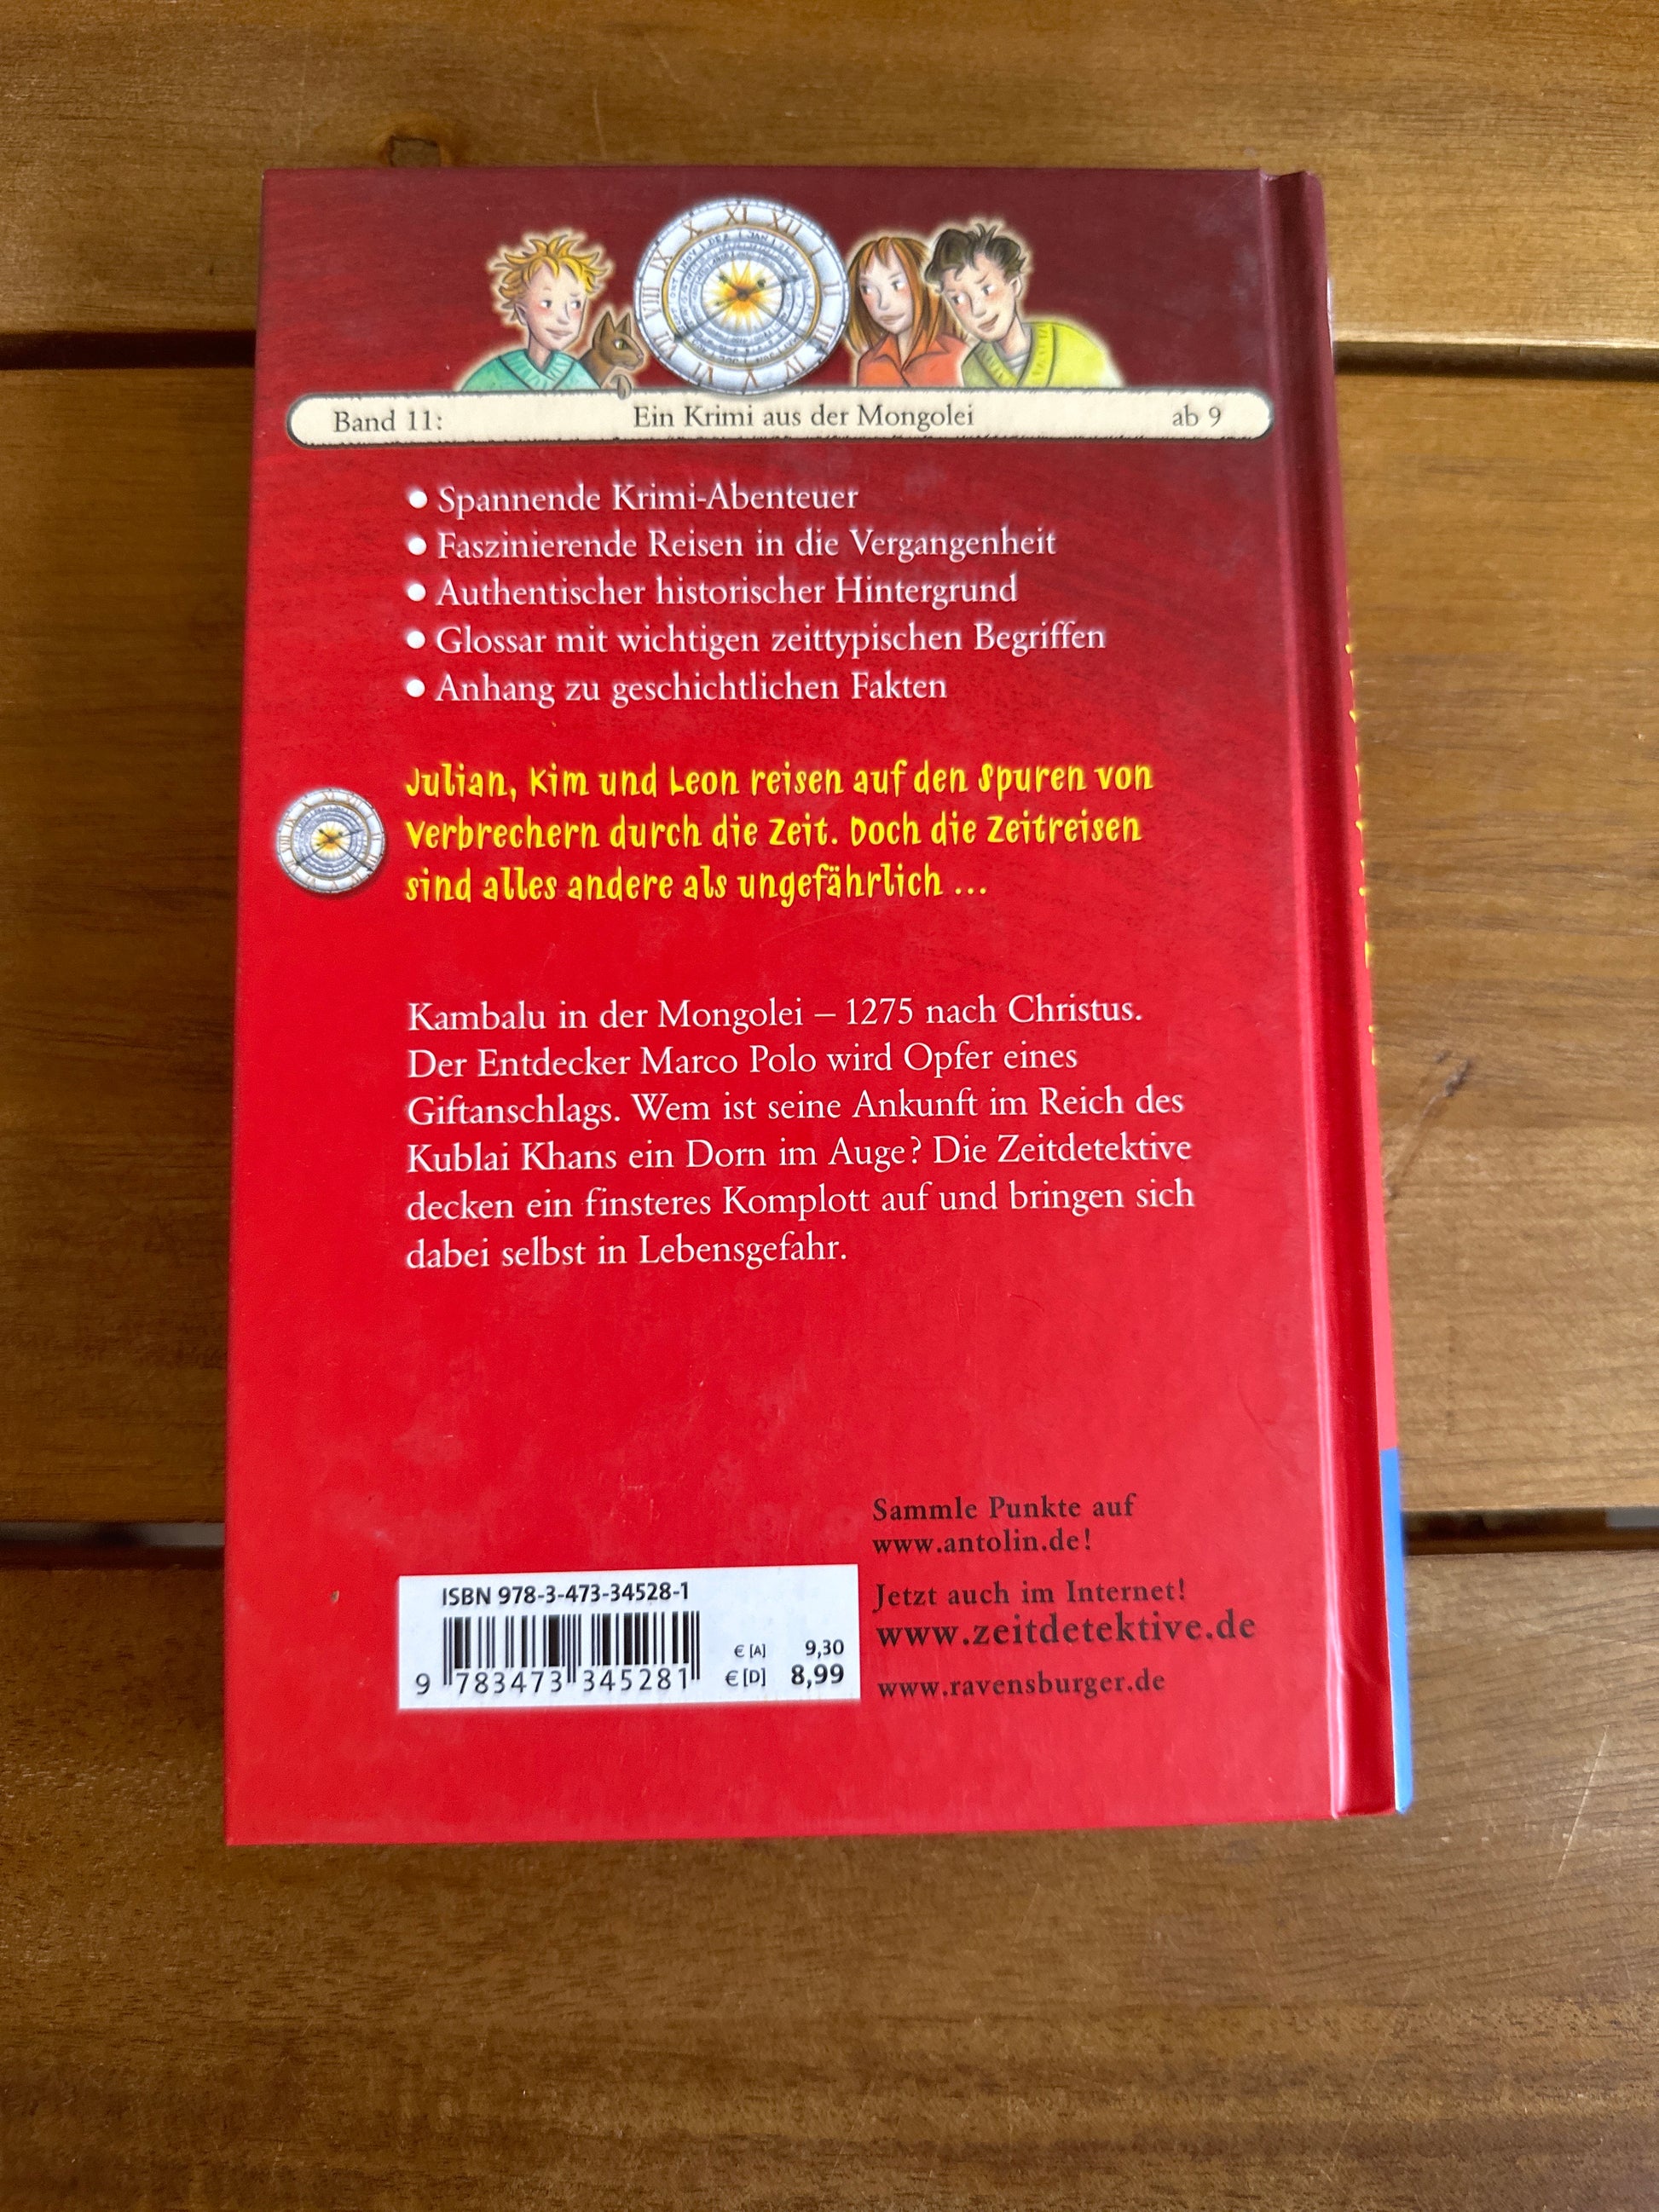 Band 11: Ein Krimi aus der Mongolei ab 9
● Spannende Krimi-Abenteuer
● Faszinierende Reisen in die Vergangenheit
● Authentischer historischer Hintergrund
● Glossar mit wichtigen zeittypischen Begriffen
● Anhang zu geschichtlichen Fakten
Julian, Kim und Leon reisen auf den Spuren von
Verbrechern durch die Zeit. Doch die Zeitreisen
sind alles andere als ungefährlich ...
Kambalu in der Mongolei – 1275 nach Christus.
Der Entdecker Marco Polo wird Opfer eines
Giftanschlags. Wem ist seine Ankunft im Reich des
Kublai Khans ein Dorn im Auge? Die Zeitdetektive
decken ein finsteres Komplott auf und bringen sich
dabei selbst in Lebensgefahr.
Sammle Punkte auf
www.antolin.de!
Jetzt auch im Internet!
www.zeitdetektive.de
www.ravensburger.de
ISBN 978-3-473-34528-1
€ [A] 9,30
€ [D] 8,99
9 783473 345281